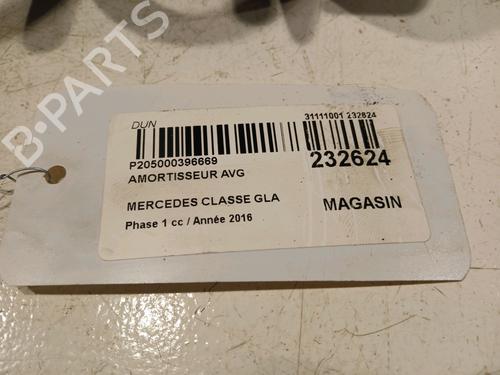 B-PARTS
DUN
31111001 232624
P205000396669
232624
AMORTISSEUR AVG
MERCEDES CLASSE GLA
MAGASIN
Phase 1 cc / Année 2016